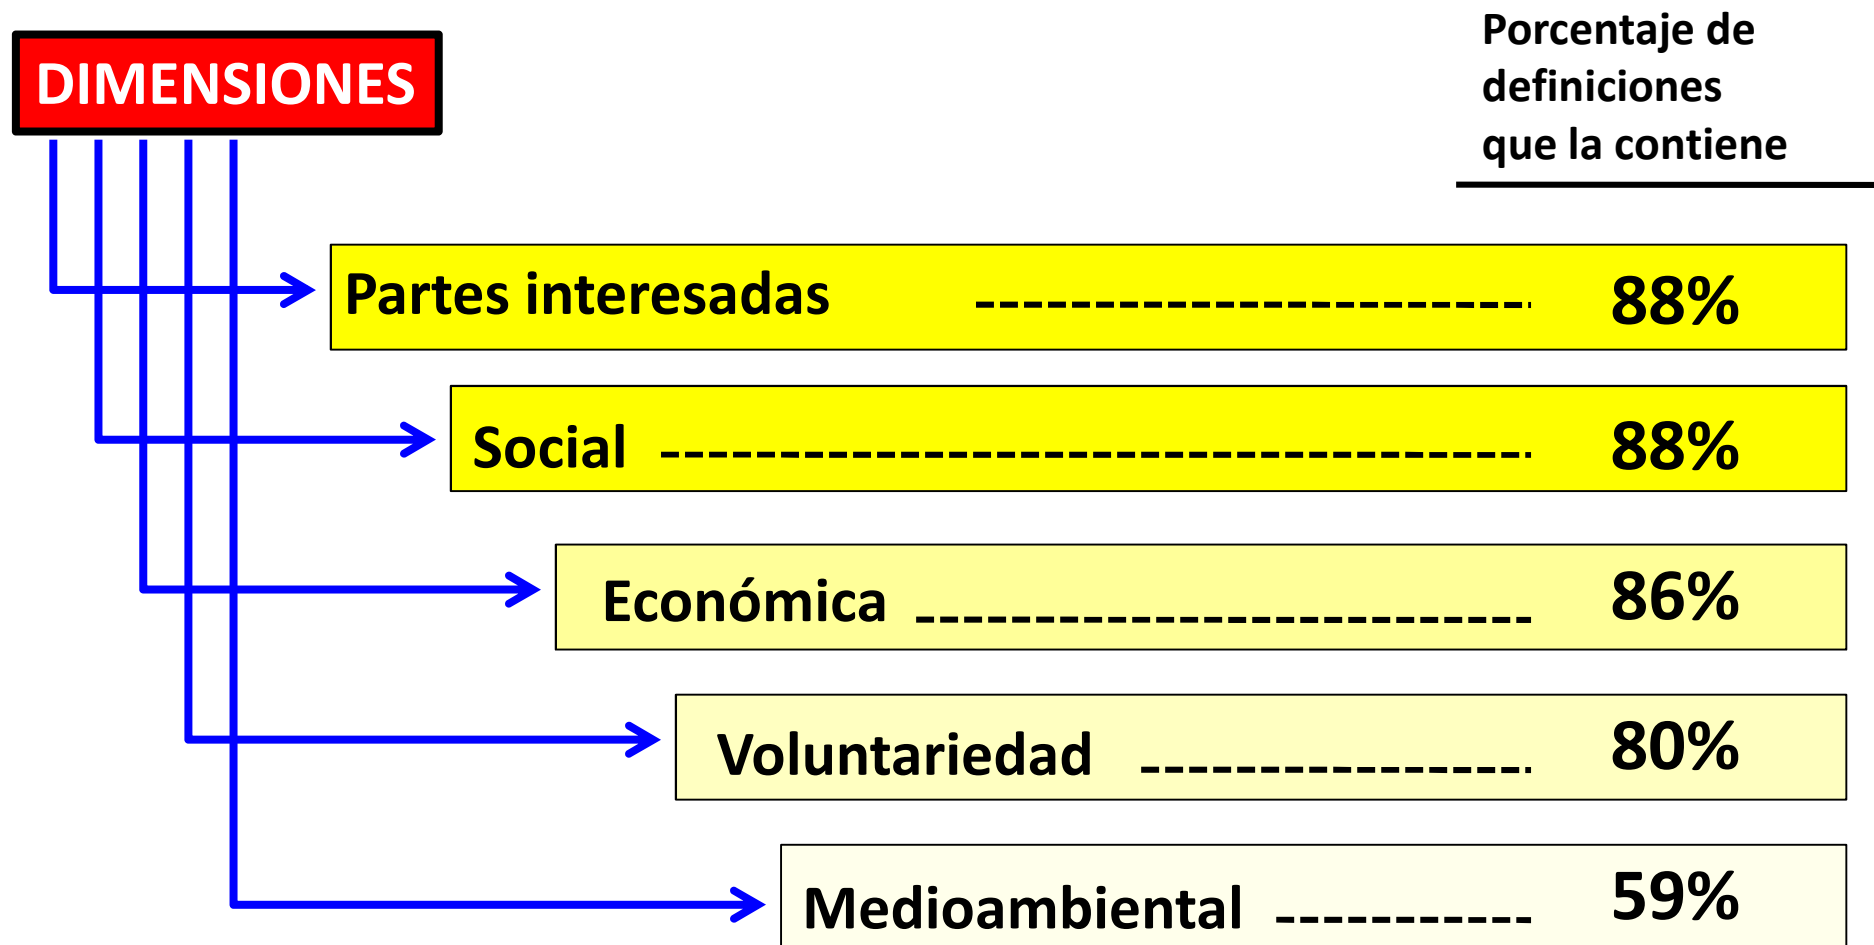 DIMENSIONES
Porcentaje de
definiciones
que la contiene
Partes interesadas 88%
Social 88%
Económica 86%
Voluntariedad 80%
Medioambiental 59%